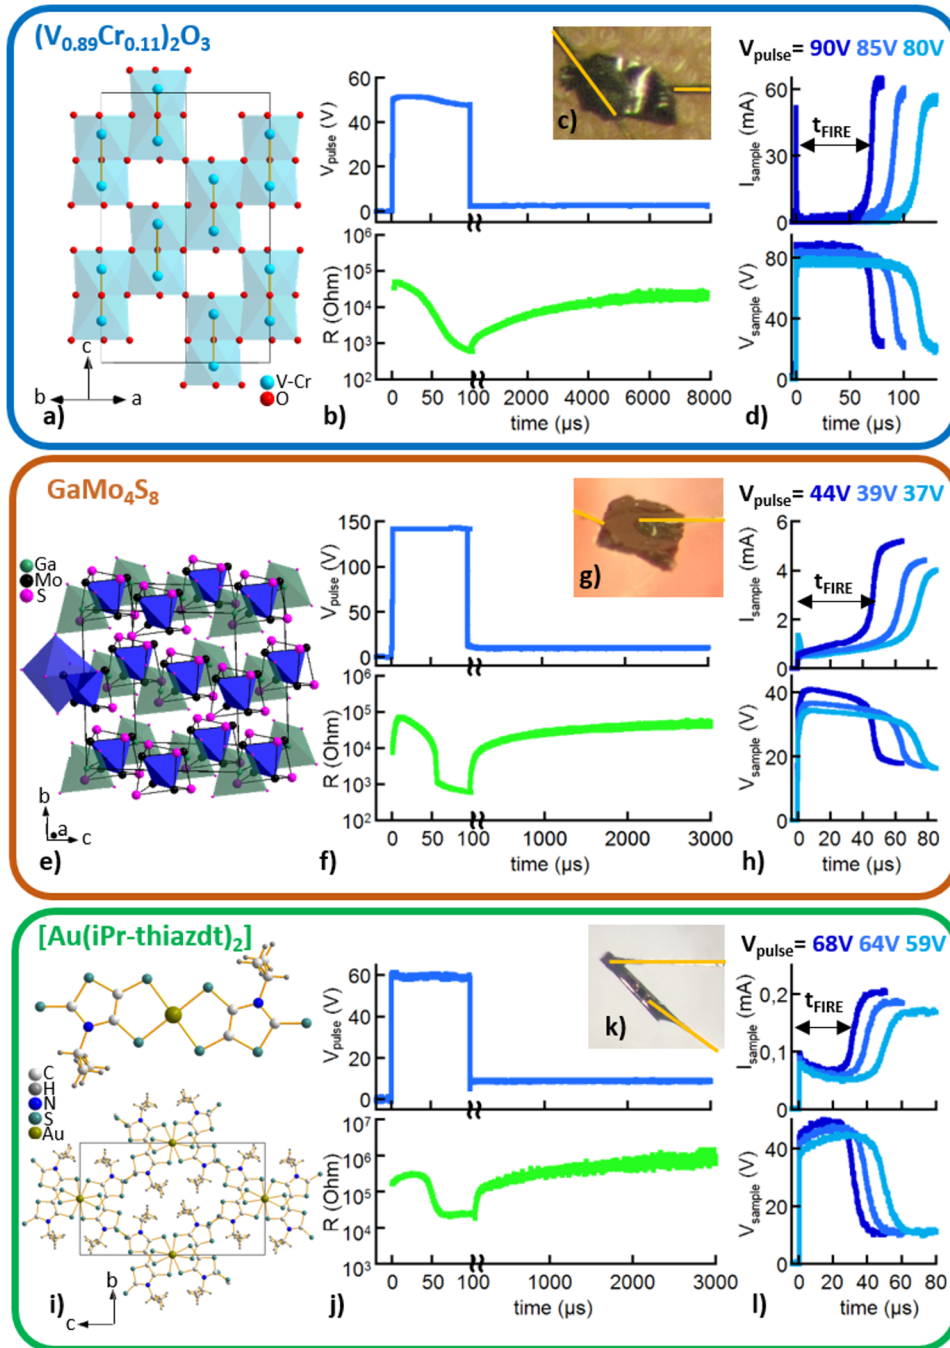 (V0.89Cr0.11)2O3
c
b
a
V-Cr
O
a)
Vpulse (V)
60
40
20
0
R (Ohm)
10^6
10^5
10^4
10^3
10^2
0 50 100 2000 4000 6000 8000
time (µs)
b)
c)
Vpulse= 90V 85V 80V
Isample (mA)
60
30
0
tFIRE
Vsample (V)
80
40
0
0 50 100
time (µs)
d)
GaMo4S8
Ga
Mo
S
b
a
c
e)
Vpulse (V)
150
100
50
0
R (Ohm)
10^6
10^5
10^4
10^3
10^2
0 50 100 1000 2000 3000
time (µs)
f)
g)
Vpulse= 44V 39V 37V
Isample (mA)
6
4
2
0
tFIRE
Vsample (V)
40
20
0
0 20 40 60 80
time (µs)
h)
[Au(iPr-thiazdt)2]
C
H
N
S
Au
b
c
i)
Vpulse (V)
60
40
20
0
R (Ohm)
10^7
10^6
10^5
10^4
10^3
0 50 100 1000 2000 3000
time (µs)
j)
k)
Vpulse= 68V 64V 59V
Isample (mA)
0,2
0,1
0
tFIRE
Vsample (V)
40
20
0
0 20 40 60 80
time (µs)
l)